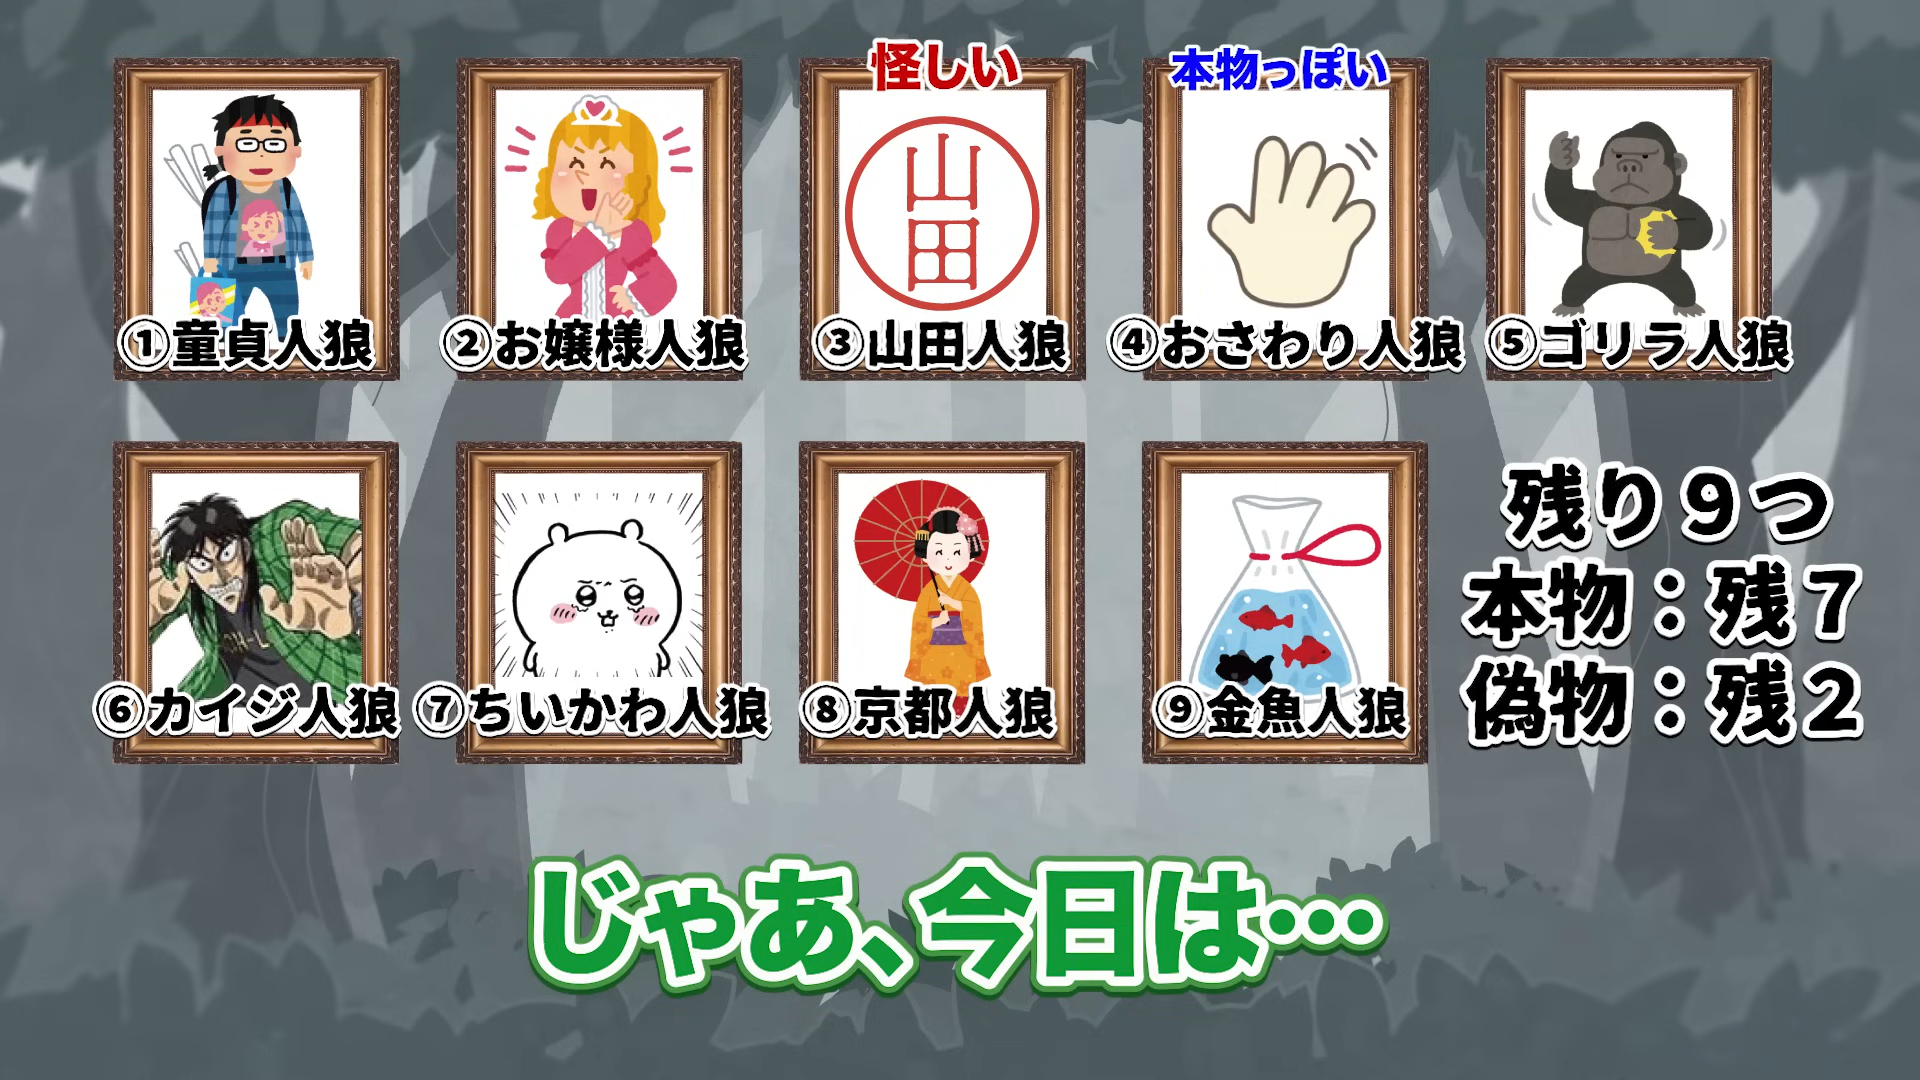 怪しい
本物っぽい
山田
①童貞人狼
②お嬢様人狼
③山田人狼
④おさわり人狼
⑤ゴリラ人狼
⑥カイジ人狼
⑦ちいかわ人狼
⑧京都人狼
⑨金魚人狼
残り9つ
本物：残7
偽物：残2
じゃあ、今日は…